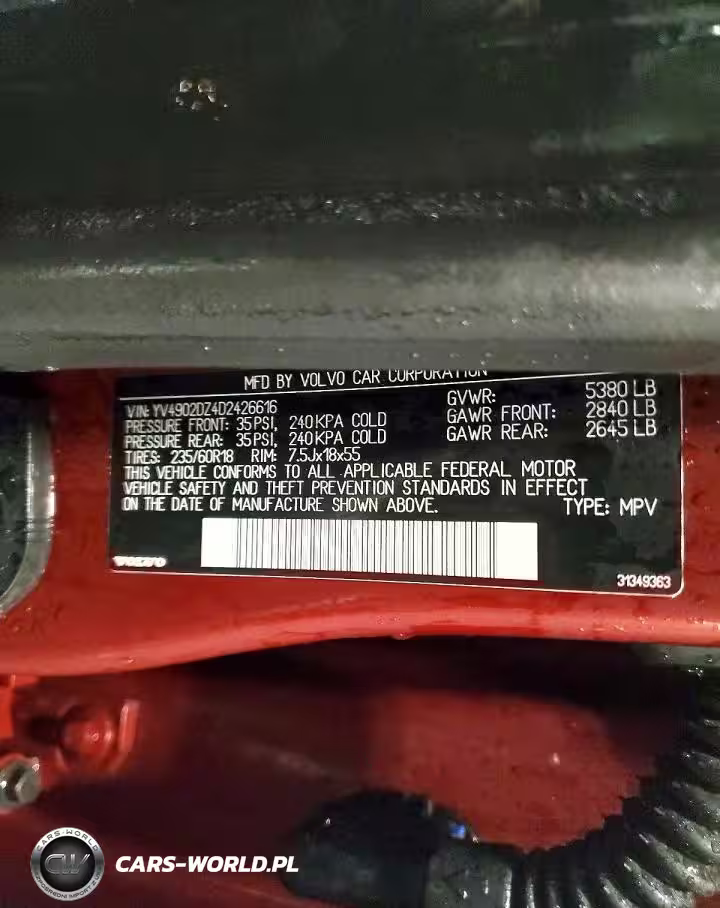 MFD BY VOLVO CAR CORPORATION
VIN: YV4902DZ4D2426616
PRESSURE FRONT: 35PSI, 240KPA COLD
PRESSURE REAR: 35PSI, 240KPA COLD
TIRES: 235/60R18 RIM: 7.5Jx18x55
GVWR: 5380 LB
GAWR FRONT: 2840 LB
GAWR REAR: 2645 LB
THIS VEHICLE CONFORMS TO ALL APPLICABLE FEDERAL MOTOR
VEHICLE SAFETY AND THEFT PREVENTION STANDARDS IN EFFECT
ON THE DATE OF MANUFACTURE SHOWN ABOVE.
TYPE: MPV
VOLVO
31349363
CARS-WORLD
CW
CARS-WORLD.PL